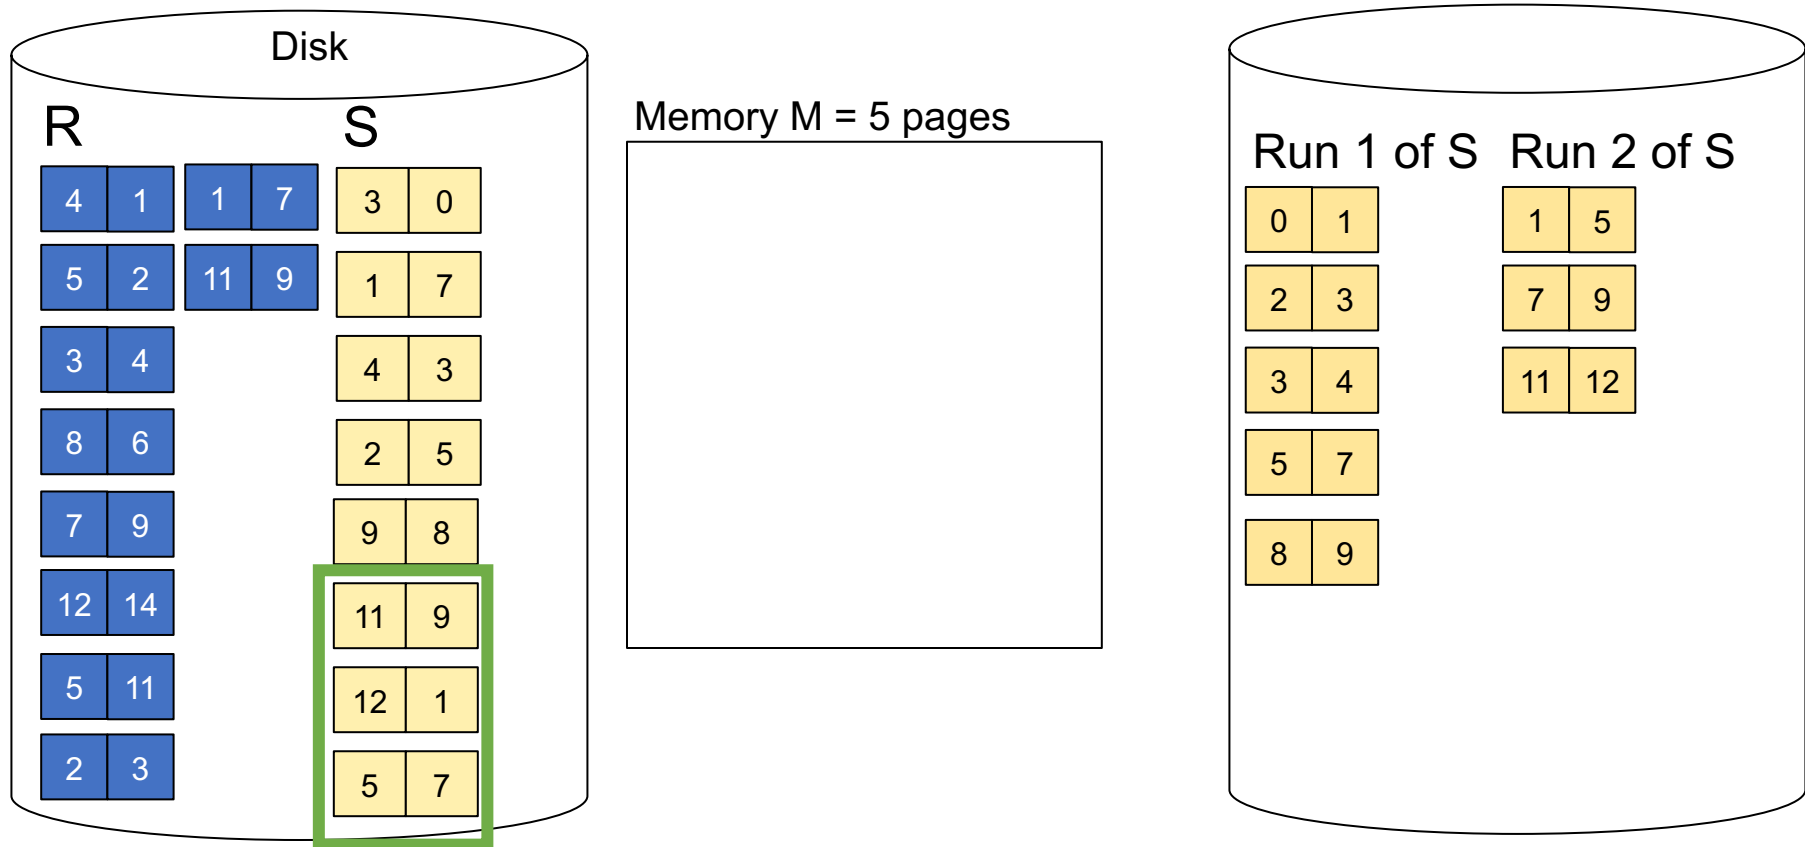 Disk
Memory M = 5 pages
R S
Run 1 of S Run 2 of S
4 1 1 7 3 0
0 1 1 5
5 2 11 9 1 7
2 3 7 9
3 4 4 3
3 4 11 12
8 6 2 5
5 7
7 9 9 8
8 9
12 14 11 9
5 11 12 1
2 3 5 7